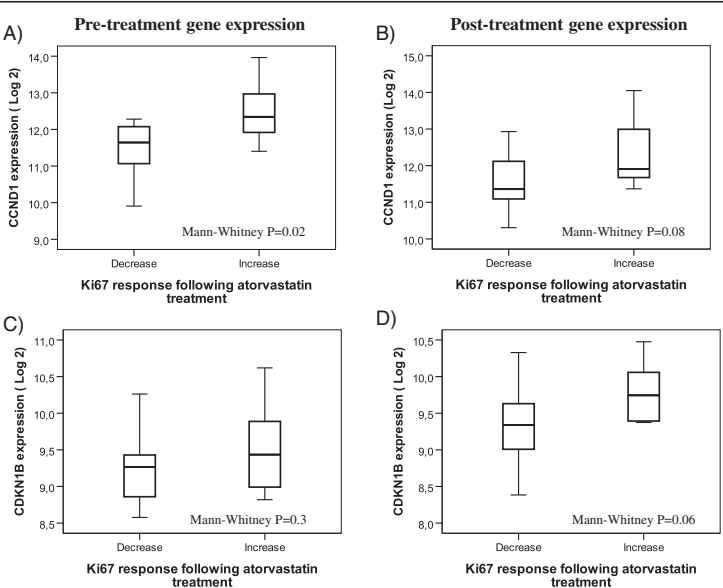 Pre-treatment gene expression
Post-treatment gene expression
A)
CCND1 expression ( Log 2)
14,0
13,0
12,0
11,0
10,0
9,0
Mann-Whitney P=0.02
Decrease
Increase
Ki67 response following atorvastatin
treatment
B)
CCND1 expression ( Log 2)
15,0
14,0
13,0
12,0
11,0
10,0
Mann-Whitney P=0.08
Decrease
Increase
Ki67 response following atorvastatin
treatment
C)
CDKN1B expression ( Log 2)
11,0
10,5
10,0
9,5
9,0
8,5
Mann-Whitney P=0.3
Decrease
Increase
Ki67 response following atorvastatin
treatment
D)
CDKN1B expression ( Log 2)
10,5
10,0
9,5
9,0
8,5
8,0
Mann-Whitney P=0.06
Decrease
Increase
Ki67 response following atorvastatin
treatment